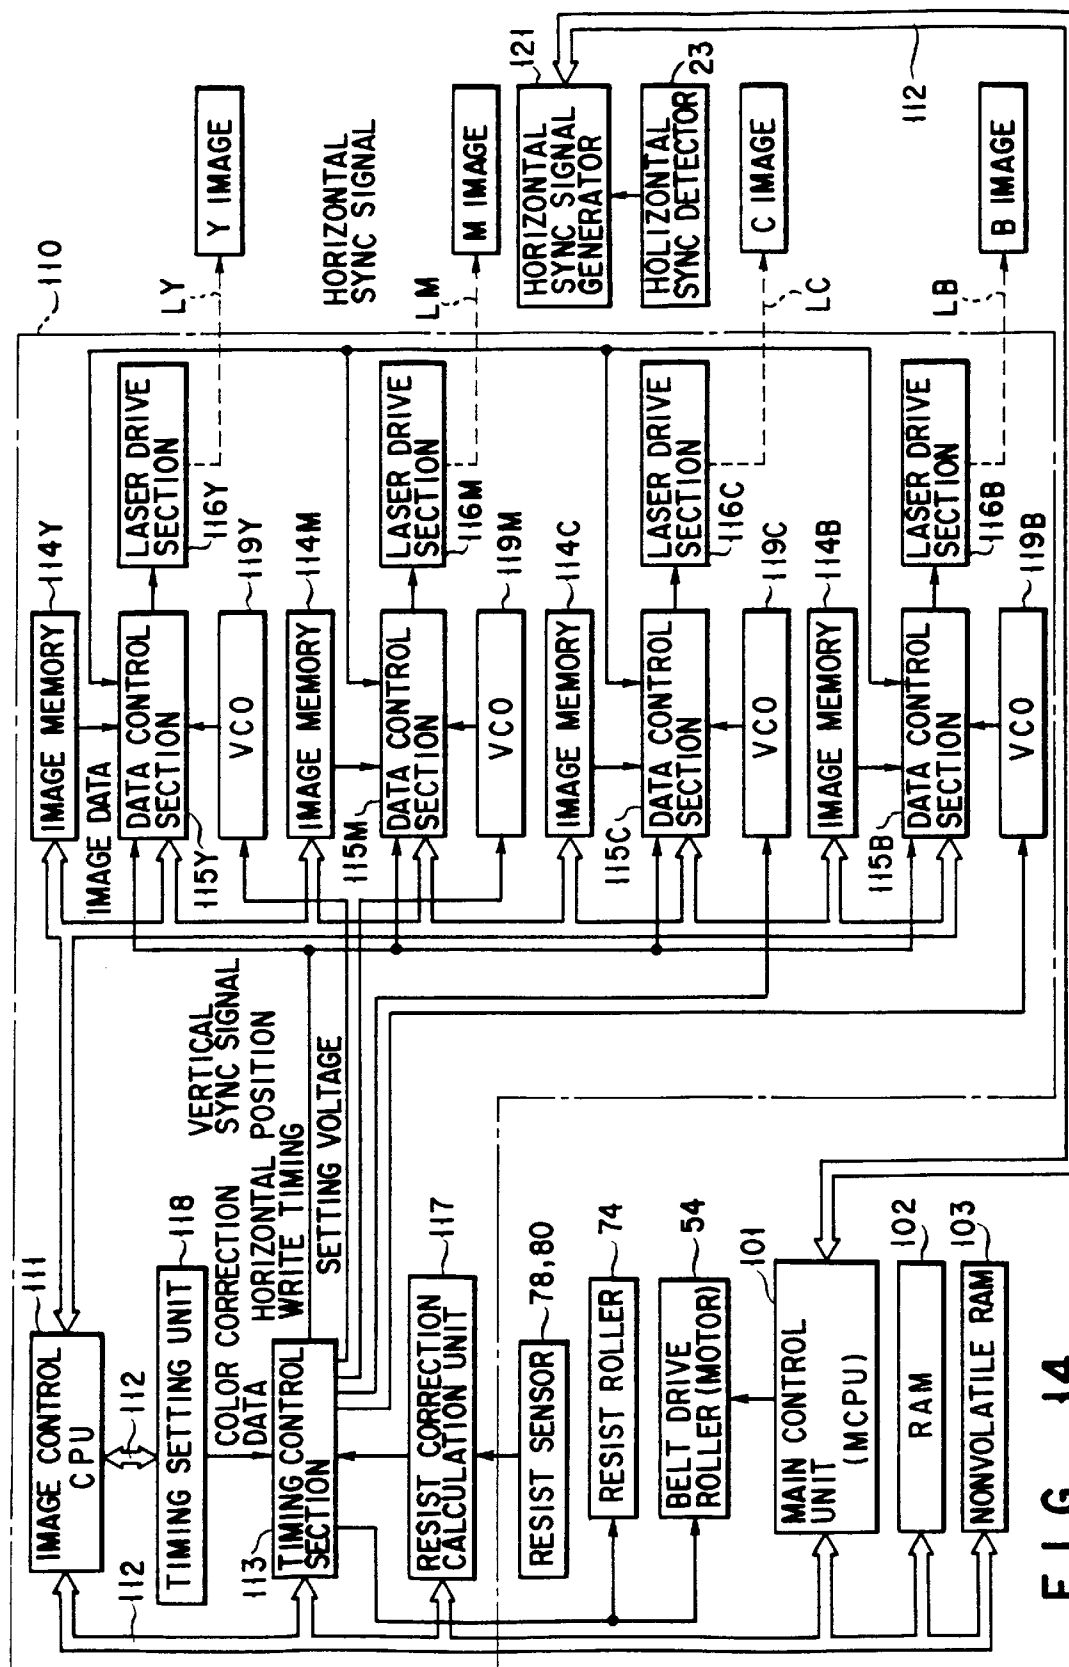 110
111
IMAGE CONTROL
CPU
112
112
118
TIMING SETTING UNIT
COLOR CORRECTION
DATA
VERTICAL
SYNC SIGNAL
HORIZONTAL POSITION
WRITE TIMING
SETTING VOLTAGE
113
TIMING CONTROL
SECTION
117
RESIST CORRECTION
CALCULATION UNIT
78,80
RESIST SENSOR
74
RESIST ROLLER
54
BELT DRIVE
ROLLER (MOTOR)
101
MAIN CONTROL
UNIT
(MCPU)
102
RAM
103
NONVOLATILE RAM
114Y
IMAGE MEMORY
IMAGE DATA
DATA CONTROL
SECTION
115Y
LASER DRIVE
SECTION
116Y
119Y
VCO
LY
Y IMAGE
114M
IMAGE MEMORY
115M
DATA CONTROL
SECTION
LASER DRIVE
SECTION
116M
119M
VCO
LM
M IMAGE
HORIZONTAL
SYNC SIGNAL
121
HORIZONTAL
SYNC SIGNAL
GENERATOR
23
HOLIZONTAL
SYNC DETECTOR
114C
IMAGE MEMORY
115C
DATA CONTROL
SECTION
LASER DRIVE
SECTION
116C
119C
VCO
LC
C IMAGE
114B
IMAGE MEMORY
115B
DATA CONTROL
SECTION
LASER DRIVE
SECTION
116B
119B
VCO
LB
B IMAGE
112
FIG. 14